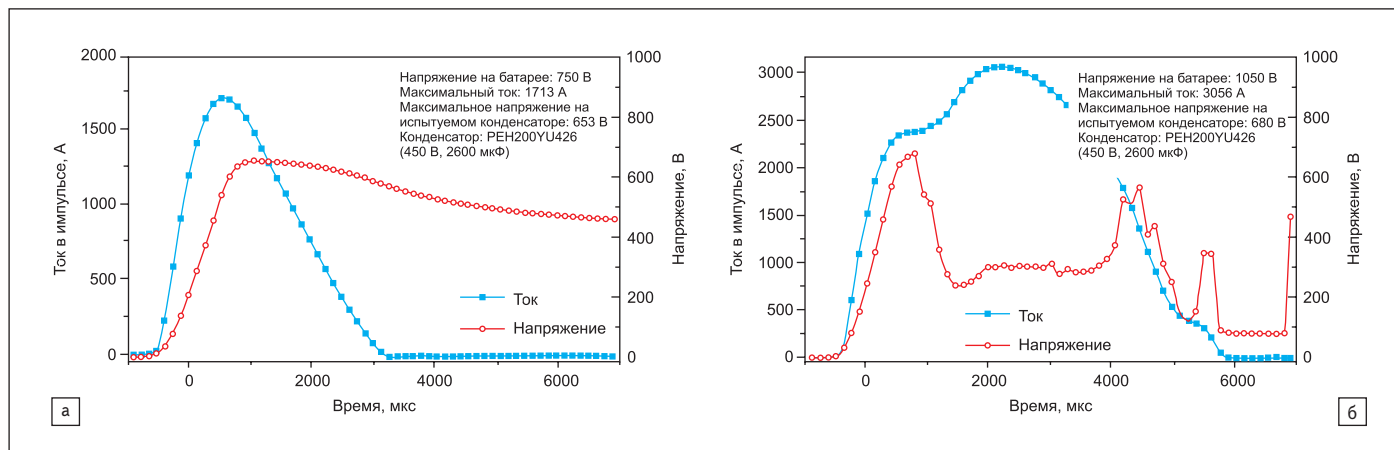 2000
1500
1000
500
0
Ток в импульсе, А
Напряжение на батарее: 750 В
Максимальный ток: 1713 А
Максимальное напряжение на
испытуемом конденсаторе: 653 В
Конденсатор: PEH200YU426
(450 В, 2600 мкФ)
Ток
Напряжение
1000
800
600
400
200
0
Напряжение, В
0 2000 4000 6000
Время, мкс
а
3000
2500
2000
1500
1000
500
0
Ток в импульсе, А
Напряжение на батарее: 1050 В
Максимальный ток: 3056 А
Максимальное напряжение на
испытуемом конденсаторе: 680 В
Конденсатор: PEH200YU426
(450 В, 2600 мкФ)
Ток
Напряжение
1000
800
600
400
200
0
Напряжение, В
0 2000 4000 6000
Время, мкс
б